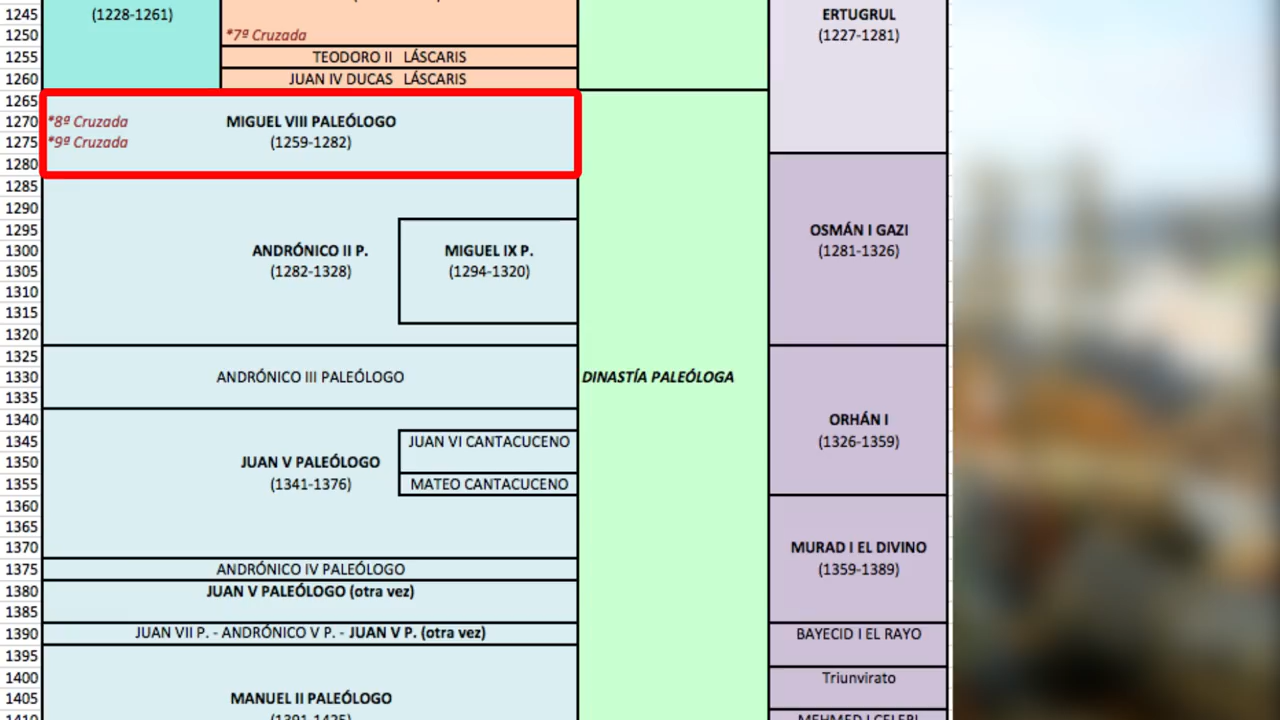 1245
(1228-1261)
ERTUGRUL
1250
*7ª Cruzada
(1227-1281)
1255
TEODORO II LÁSCARIS
1260
JUAN IV DUCAS LÁSCARIS
1265
1270
*8ª Cruzada
MIGUEL VIII PALEÓLOGO
1275
*9ª Cruzada
(1259-1282)
1280
1285
1290
1295
OSMÁN I GAZI
1300
ANDRÓNICO II P.
MIGUEL IX P.
(1281-1326)
1305
(1282-1328)
(1294-1320)
1310
1315
1320
1325
1330
ANDRÓNICO III PALEÓLOGO
DINASTÍA PALEÓLOGA
1335
1340
ORHÁN I
1345
JUAN VI CANTACUCENO
(1326-1359)
1350
JUAN V PALEÓLOGO
1355
(1341-1376)
MATEO CANTACUCENO
1360
1365
1370
MURAD I EL DIVINO
1375
ANDRÓNICO IV PALEÓLOGO
(1359-1389)
1380
JUAN V PALEÓLOGO (otra vez)
1385
1390
JUAN VII P. - ANDRÓNICO V P. - JUAN V P. (otra vez)
BAYECID I EL RAYO
1395
1400
Triunvirato
1405
MANUEL II PALEÓLOGO
1410
(1391-1425)
MEHMED I CELEBI